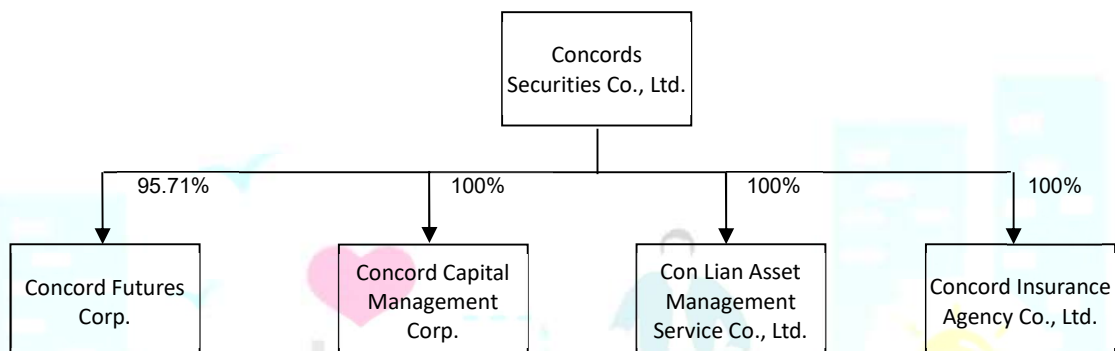 Concords
Securities Co., Ltd.
95.71%
100%
100%
100%
Concord Futures
Corp.
Concord Capital
Management
Corp.
Con Lian Asset
Management
Service Co., Ltd.
Concord Insurance
Agency Co., Ltd.